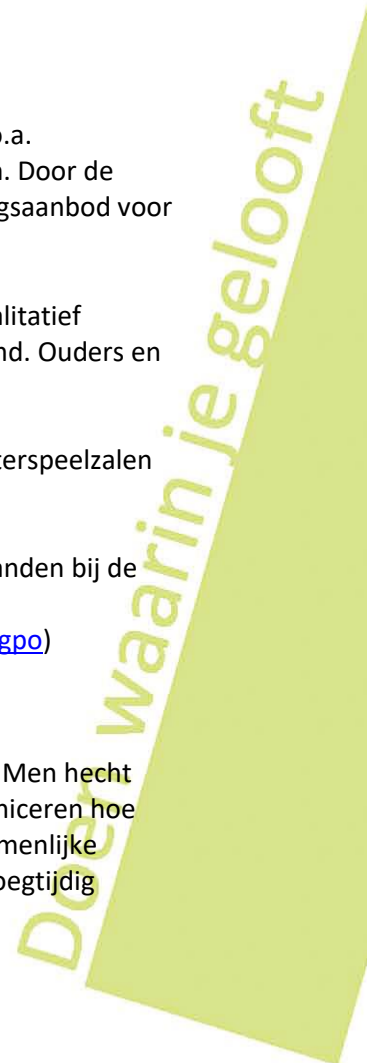 o.a.
. Door de
gsaanbod voor
litatief
nd. Ouders en
terspeelzalen
anden bij de
gpo)
Men hecht
niceren hoe
menlijke
oegtijdig
Doen waarin je gelooft